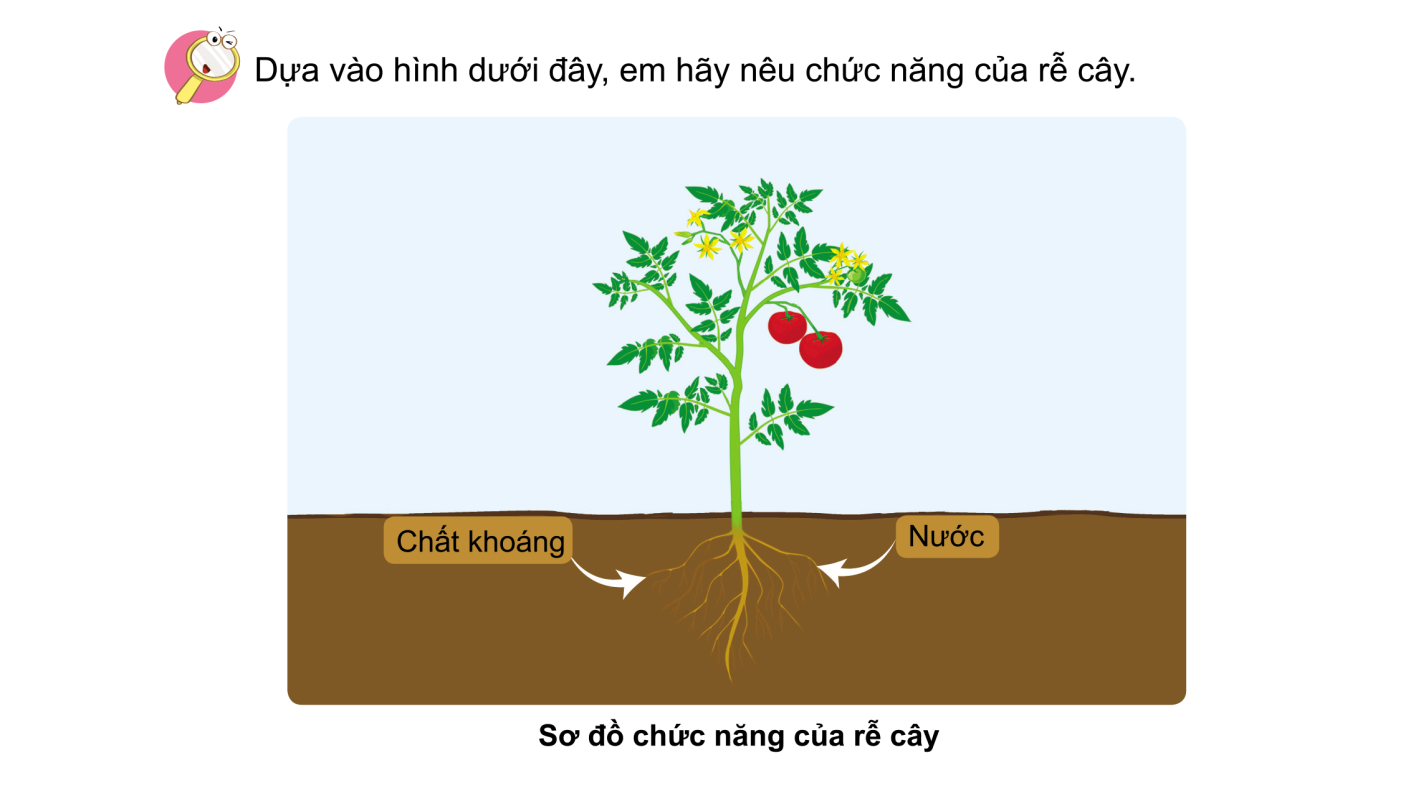 Dựa vào hình dưới đây, em hãy nêu chức năng của rễ cây.
Chất khoáng
Nước
Sơ đồ chức năng của rễ cây